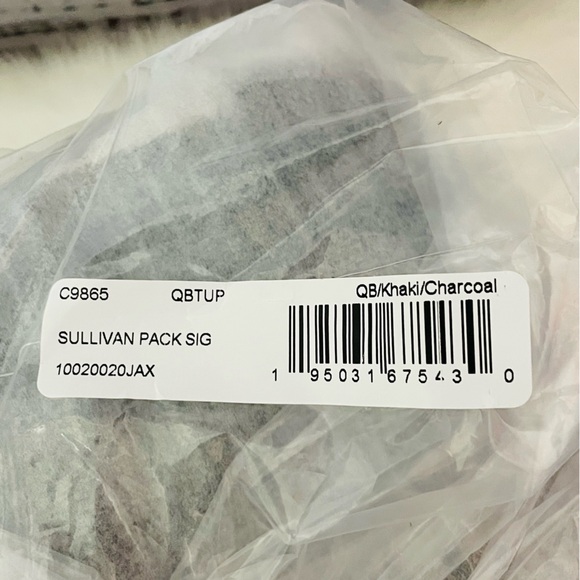 C9865 QBTUP QB/Khaki/Charcoal
SULLIVAN PACK SIG
10020020JAX
1 95031 67543 0